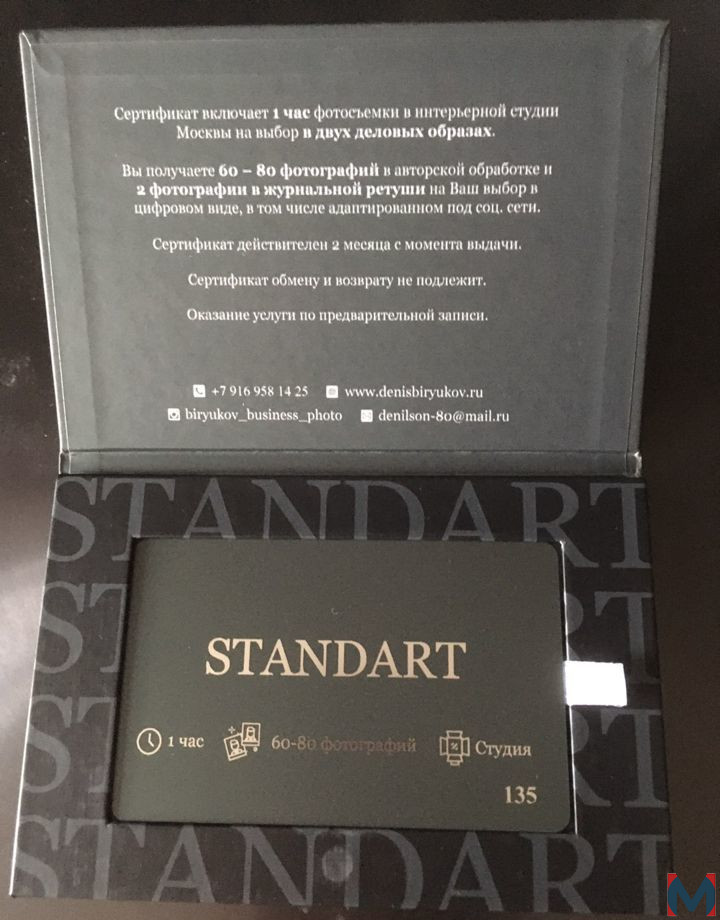 Сертификат включает 1 час фотосъемки в интерьерной студии
Москвы на выбор в двух деловых образах.
Вы получаете 60 – 80 фотографий в авторской обработке и
2 фотографии в журнальной ретуши на Ваш выбор в
цифровом виде, в том числе адаптированном под соц. сети.
Сертификат действителен 2 месяца с момента выдачи.
Сертификат обмену и возврату не подлежит.
Оказание услуги по предварительной записи.
+7 916 958 14 25 www.denisbiryukov.ru
biryukov_business_photo denilson-80@mail.ru
STANDART
ST
STANDART
1 час 60-80 фотографий Студия
135
STANDART
M